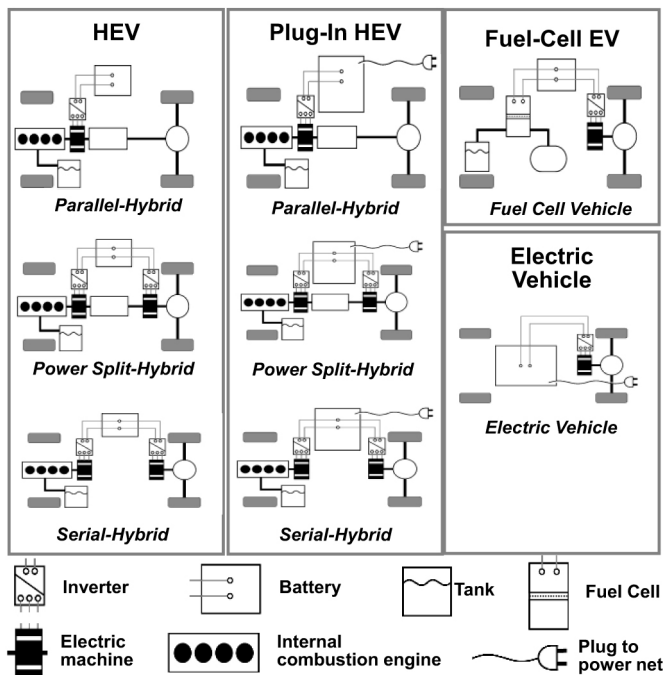 HEV
Parallel-Hybrid
Power Split-Hybrid
Serial-Hybrid
Plug-In HEV
Parallel-Hybrid
Power Split-Hybrid
Serial-Hybrid
Fuel-Cell EV
Fuel Cell Vehicle
Electric
Vehicle
Electric Vehicle
Inverter
Battery
Tank
Fuel Cell
Electric
machine
Internal
combustion engine
Plug to
power net